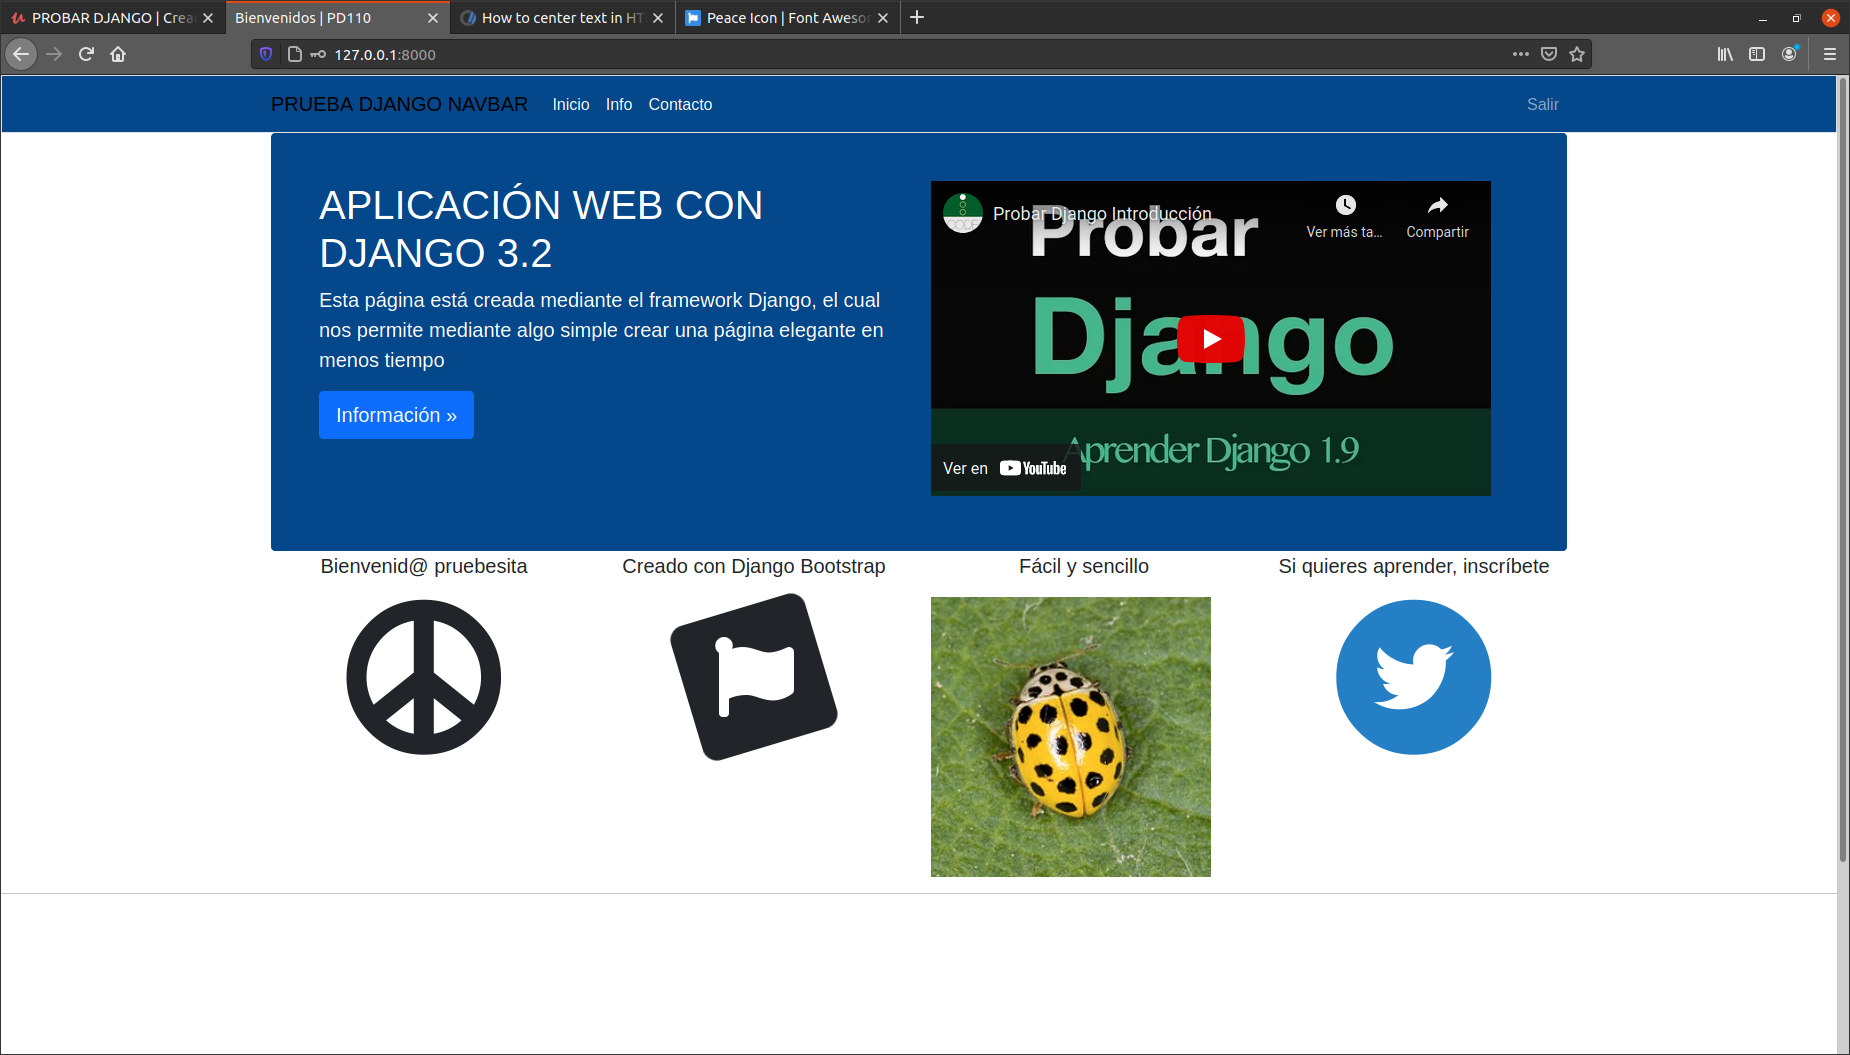 PROBAR DJANGO | Crea
Bienvenidos | PD110
How to center text in HT
Peace Icon | Font Aweso
127.0.0.1:8000
PRUEBA DJANGO NAVBAR
Inicio
Info
Contacto
Salir
APLICACIÓN WEB CON
DJANGO 3.2
Esta página está creada mediante el framework Django, el cual
nos permite mediante algo simple crear una página elegante en
menos tiempo
Información »
CODE
Probar Django Introducción
Ver más ta...
Compartir
Probar
Django
Aprender Django 1.9
Ver en YouTube
Bienvenid@ pruebesita
Creado con Django Bootstrap
Fácil y sencillo
Si quieres aprender, inscríbete